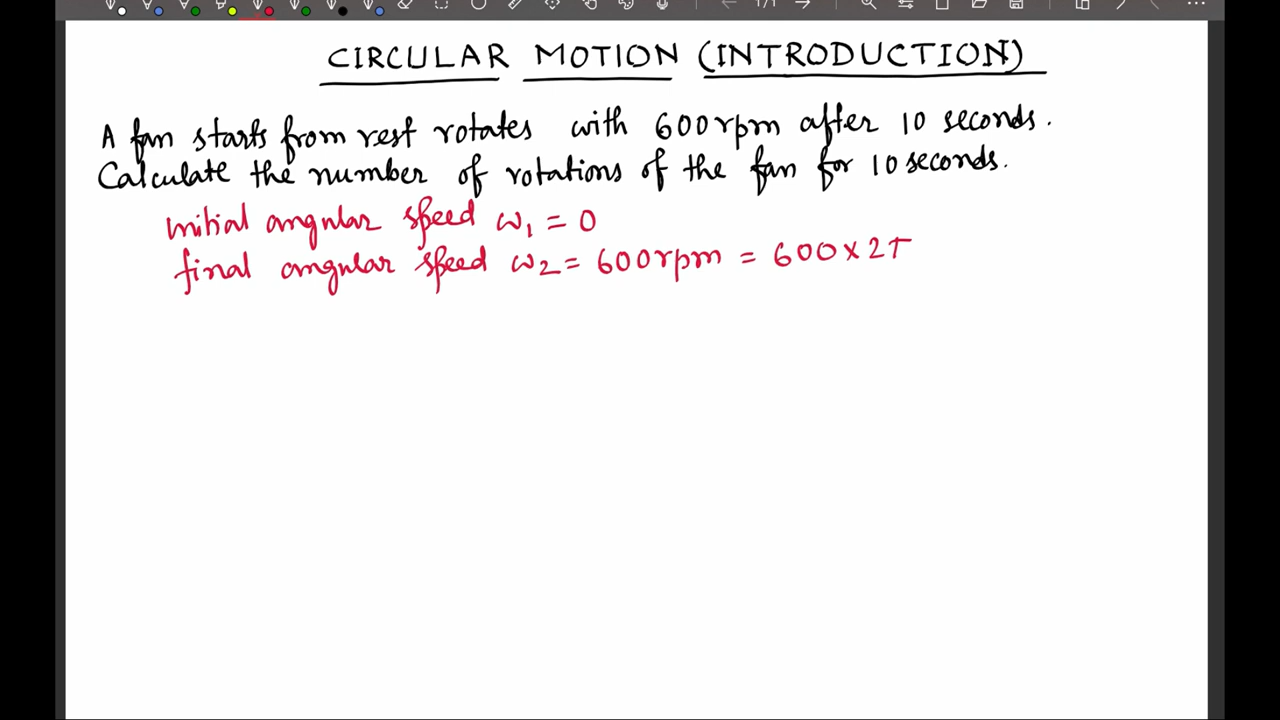 CIRCULAR MOTION (INTRODUCTION)
A fan starts from rest rotates with 600rpm after 10 seconds.
Calculate the number of rotations of the fan for 10 seconds.
initial angular speed ω₁ = 0
final angular speed ω₂ = 600rpm = 600×2T